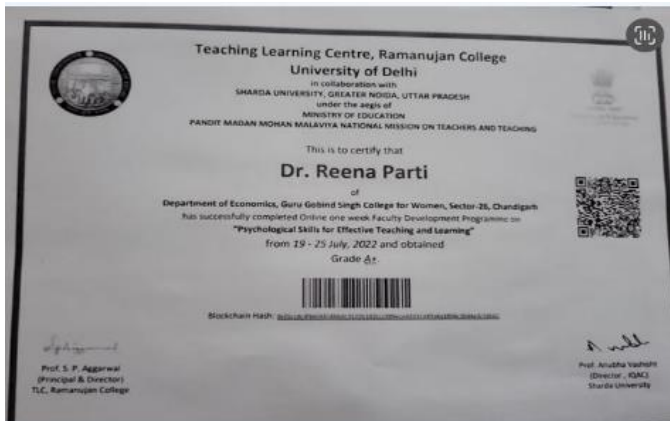 Teaching Learning Centre, Ramanujan College
University of Delhi
in collaboration with
SHARDA UNIVERSITY, GREATER NOIDA, UTTAR PRADESH
under the aegis of
MINISTRY OF EDUCATION
PANDIT MADAN MOHAN MALAVIYA NATIONAL MISSION ON TEACHERS AND TEACHING
This is to certify that
Dr. Reena Parti
of
Department of Economics, Guru Gobind Singh College for Women, Sector-26, Chandigarh
has successfully completed Online one week Faculty Development Programme on
"Psychological Skills for Effective Teaching and Learning"
from 19 - 25 July, 2022 and obtained
Grade A+.
Blockchain Hash:
Prof. S. P. Aggarwal
(Principal & Director)
TLC, Ramanujan College
Prof. Anubha Vashisht
(Director, IQAC)
Sharda University